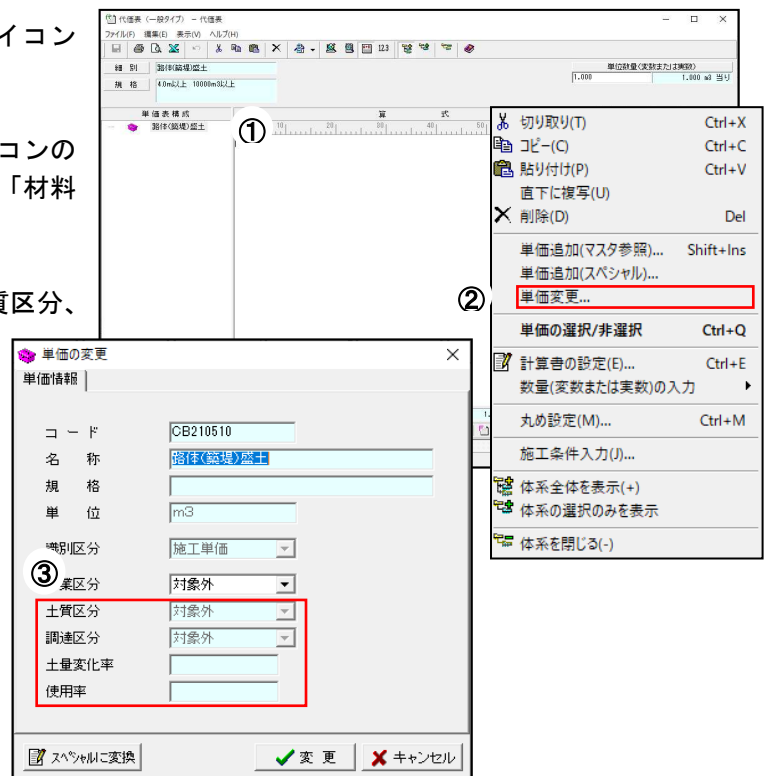 イコン
コンの
「材料
質区分、
代価表 (一般タイプ) - 代価表
ファイル(F) 編集(E) 表示(V) ヘルプ(H)
123
細 別 路体(築堤)盛土
規 格 4.0m以上 10000m3以上
単位数量(変数または実数)
1.000 1.000 m3 当り
単価表構成 算 式
路体(築堤)盛土
① 10 20 30 40 50
切り取り(T) Ctrl+X
コピー(C) Ctrl+C
貼り付け(P) Ctrl+V
直下に複写(U)
削除(D) Del
単価追加(マスタ参照)... Shift+Ins
単価追加(スペシャル)...
② 単価変更...
単価の選択/非選択 Ctrl+Q
計算書の設定(E)... Ctrl+E
数量(変数または実数)の入力
丸め設定(M)... Ctrl+M
施工条件入力(J)...
体系全体を表示(+)
体系の選択のみを表示
体系を閉じる(-)
単価の変更
単価情報
コード CB210510
名 称 路体(築堤)盛土
規 格
単 位 m3
識別区分 施工単価
③ 業区分 対象外
土質区分 対象外
調達区分 対象外
土量変化率
使用率
スペシャルに変換 変 更 キャンセル